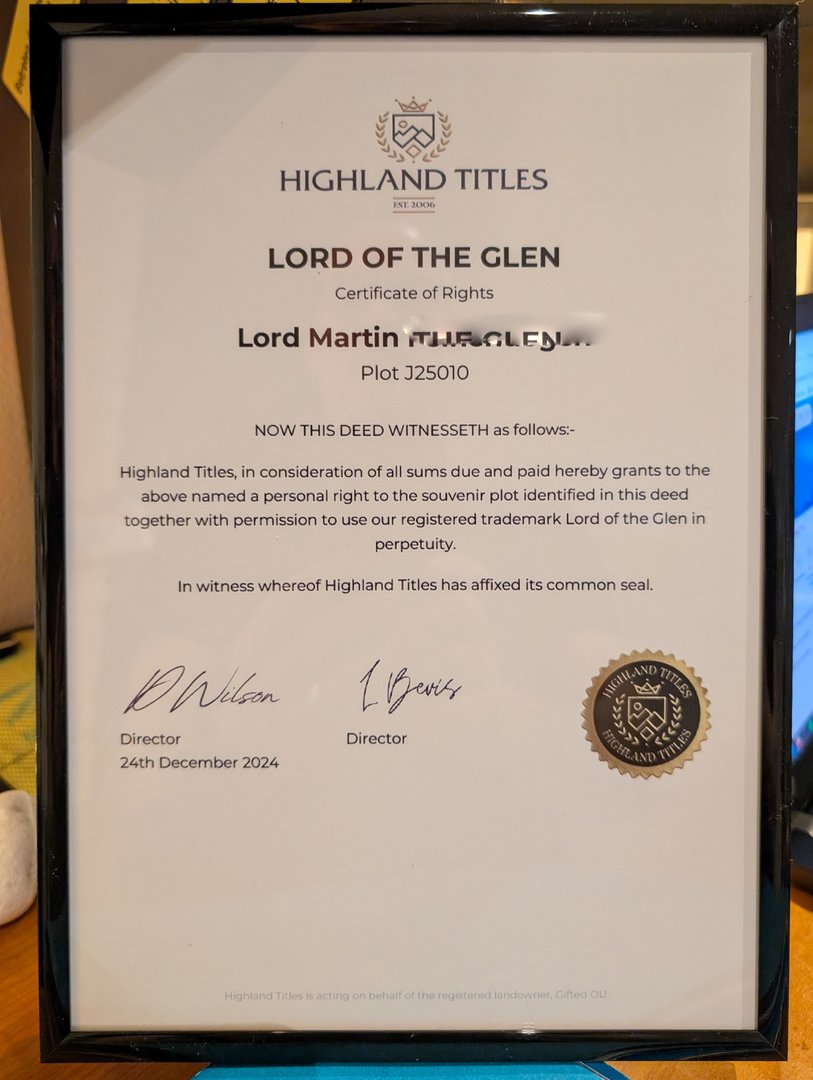 HIGHLAND TITLES
EST. 2006
LORD OF THE GLEN
Certificate of Rights
Lord Martin
Plot J25010
NOW THIS DEED WITNESSETH as follows:-
Highland Titles, in consideration of all sums due and paid hereby grants to the
above named a personal right to the souvenir plot identified in this deed
together with permission to use our registered trademark Lord of the Glen in
perpetuity.
In witness whereof Highland Titles has affixed its common seal.
D Wilson
L Bevis
Director
Director
24th December 2024
HIGHLAND TITLES
HIGHLAND TITLES
Highland Titles is acting on behalf of the registered landowner, Gifted OU.